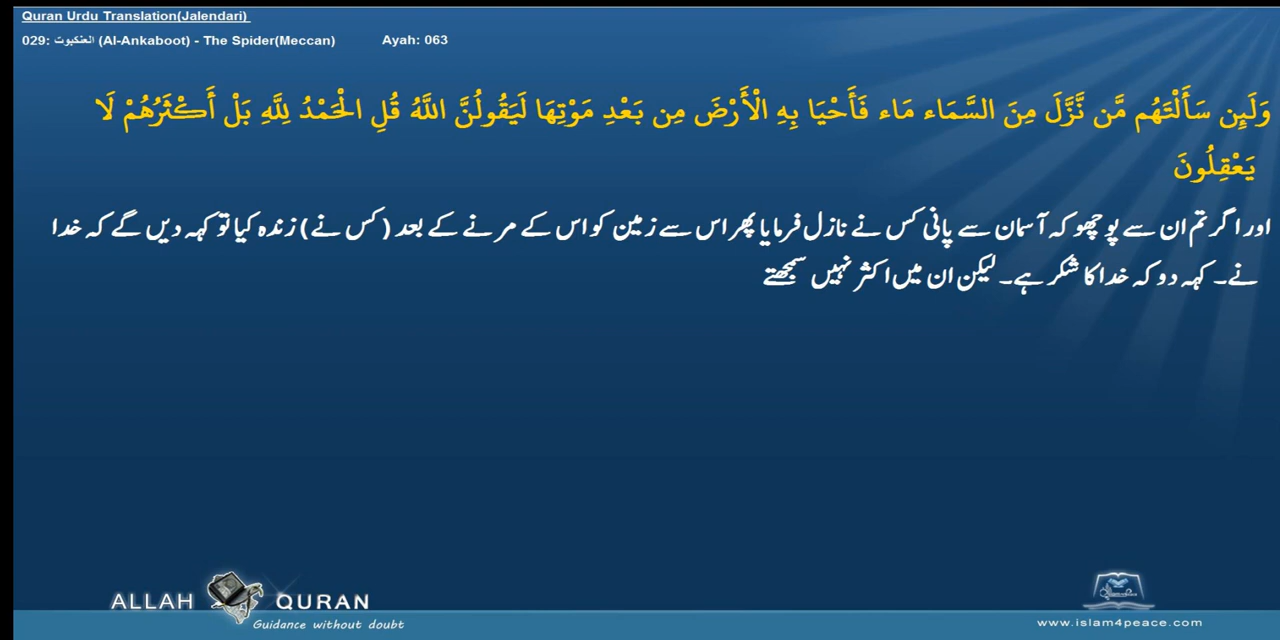 Quran Urdu Translation(Jalendari)
029: العنكبوت (Al-Ankaboot) - The Spider(Meccan) Ayah: 063
وَلَئِن سَأَلْتَهُم مَّن نَّزَّلَ مِنَ السَّمَاء مَاء فَأَحْيَا بِهِ الْأَرْضَ مِن بَعْدِ مَوْتِهَا لَيَقُولُنَّ اللَّهُ قُلِ الْحَمْدُ لِلَّهِ بَلْ أَكْثَرُهُمْ لَا
يَعْقِلُونَ
اور اگر تم ان سے پوچھو کہ آسمان سے پانی کس نے نازل فرمایا پھر اس سے زمین کو اس کے مرنے کے بعد (کس نے) زندہ کیا تو کہہ دیں گے کہ خدا
نے۔ کہہ دو کہ خدا کا شکر ہے۔ لیکن ان میں اکثر نہیں سمجھتے
ALLAH QURAN
Guidance without doubt
www.islam4peace.com